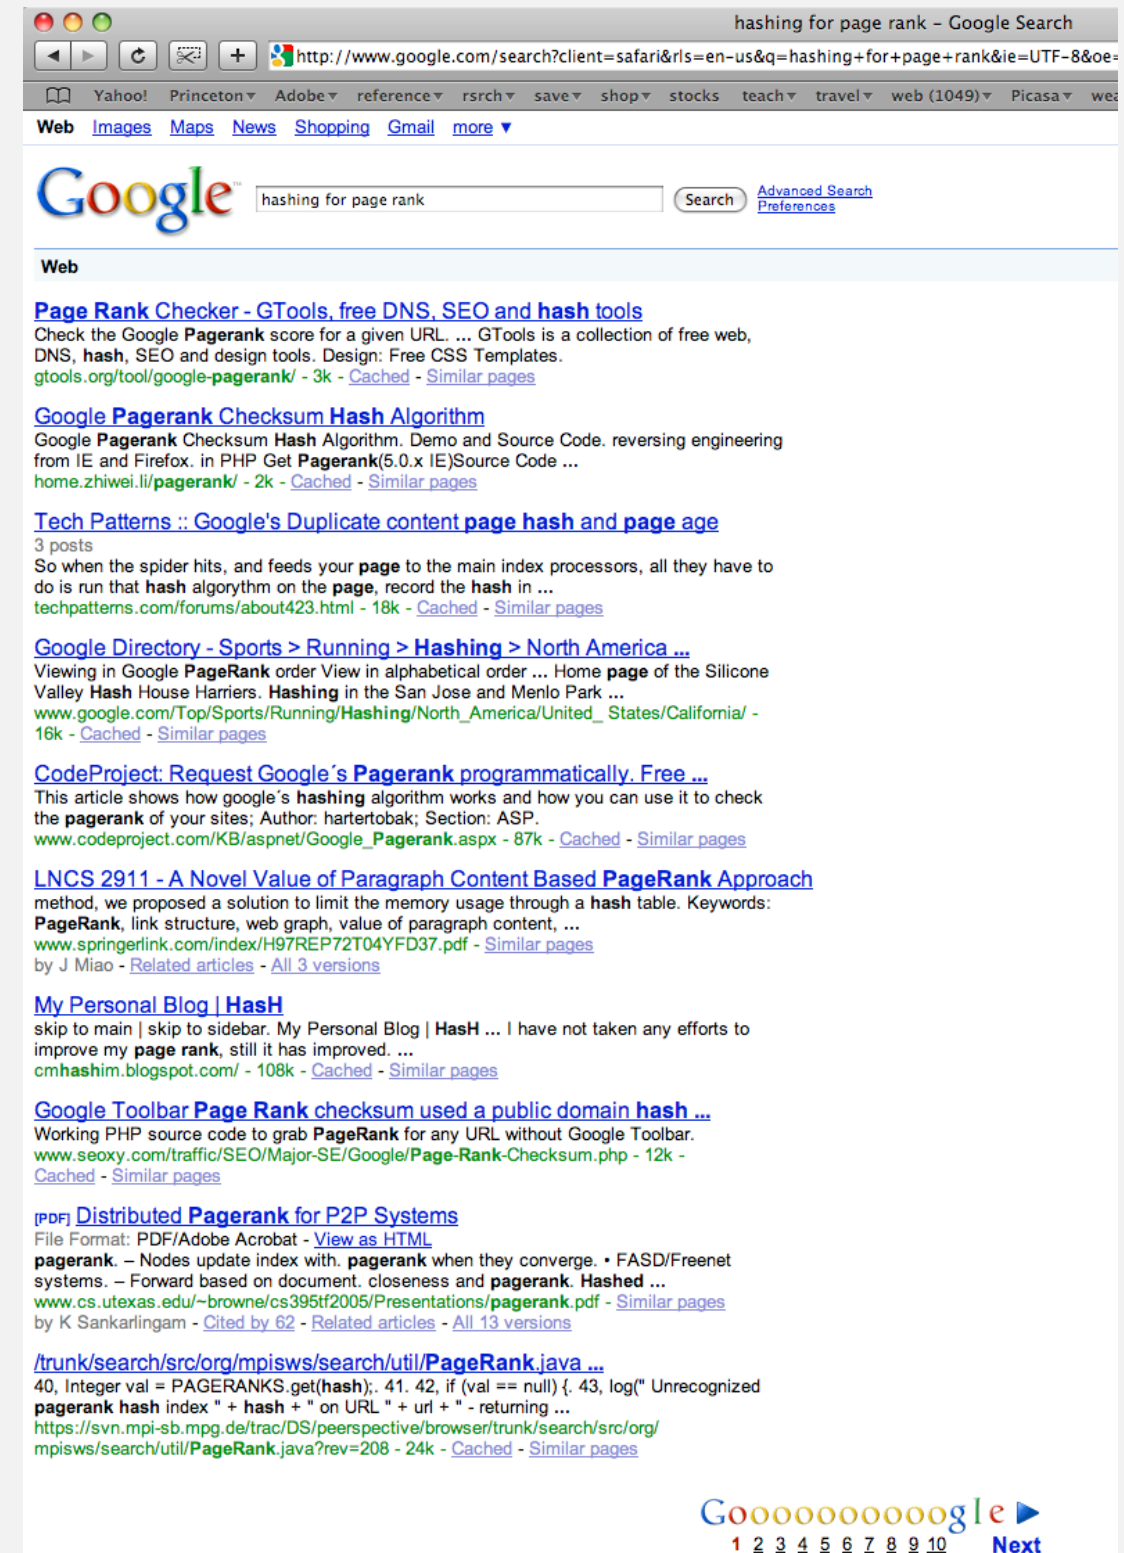 hashing for page rank – Google Search
http://www.google.com/search?client=safari&rls=en-us&q=hashing+for+page+rank&ie=UTF-8&oe=
Yahoo! Princeton▾ Adobe▾ reference▾ rsrch▾ save▾ shop▾ stocks teach▾ travel▾ web (1049)▾ Picasa▾ wea
Web Images Maps News Shopping Gmail more ▼
Google™ hashing for page rank Search Advanced Search
Preferences
Web
Page Rank Checker - GTools, free DNS, SEO and hash tools
Check the Google Pagerank score for a given URL. ... GTools is a collection of free web,
DNS, hash, SEO and design tools. Design: Free CSS Templates.
gtools.org/tool/google-pagerank/ - 3k - Cached - Similar pages
Google Pagerank Checksum Hash Algorithm
Google Pagerank Checksum Hash Algorithm. Demo and Source Code. reversing engineering
from IE and Firefox. in PHP Get Pagerank(5.0.x IE)Source Code ...
home.zhiwei.li/pagerank/ - 2k - Cached - Similar pages
Tech Patterns :: Google's Duplicate content page hash and page age
3 posts
So when the spider hits, and feeds your page to the main index processors, all they have to
do is run that hash algorythm on the page, record the hash in ...
techpatterns.com/forums/about423.html - 18k - Cached - Similar pages
Google Directory - Sports > Running > Hashing > North America ...
Viewing in Google PageRank order View in alphabetical order ... Home page of the Silicone
Valley Hash House Harriers. Hashing in the San Jose and Menlo Park ...
www.google.com/Top/Sports/Running/Hashing/North_America/United_ States/California/ -
16k - Cached - Similar pages
CodeProject: Request Google´s Pagerank programmatically. Free ...
This article shows how google´s hashing algorithm works and how you can use it to check
the pagerank of your sites; Author: hartertobak; Section: ASP.
www.codeproject.com/KB/aspnet/Google_Pagerank.aspx - 87k - Cached - Similar pages
LNCS 2911 - A Novel Value of Paragraph Content Based PageRank Approach
method, we proposed a solution to limit the memory usage through a hash table. Keywords:
PageRank, link structure, web graph, value of paragraph content, ...
www.springerlink.com/index/H97REP72T04YFD37.pdf - Similar pages
by J Miao - Related articles - All 3 versions
My Personal Blog | HasH
skip to main | skip to sidebar. My Personal Blog | HasH ... I have not taken any efforts to
improve my page rank, still it has improved. ...
cmhashim.blogspot.com/ - 108k - Cached - Similar pages
Google Toolbar Page Rank checksum used a public domain hash ...
Working PHP source code to grab PageRank for any URL without Google Toolbar.
www.seoxy.com/traffic/SEO/Major-SE/Google/Page-Rank-Checksum.php - 12k -
Cached - Similar pages
[PDF] Distributed Pagerank for P2P Systems
File Format: PDF/Adobe Acrobat - View as HTML
pagerank. – Nodes update index with. pagerank when they converge. • FASD/Freenet
systems. – Forward based on document. closeness and pagerank. Hashed ...
www.cs.utexas.edu/~browne/cs395tf2005/Presentations/pagerank.pdf - Similar pages
by K Sankarlingam - Cited by 62 - Related articles - All 13 versions
/trunk/search/src/org/mpisws/search/util/PageRank.java ...
40, Integer val = PAGERANKS.get(hash);. 41. 42, if (val == null) {. 43, log(" Unrecognized
pagerank hash index " + hash + " on URL " + url + " - returning ...
https://svn.mpi-sb.mpg.de/trac/DS/peerspective/browser/trunk/search/src/org/
mpisws/search/util/PageRank.java?rev=208 - 24k - Cached - Similar pages
Goooooooooogle
1 2 3 4 5 6 7 8 9 10 Next